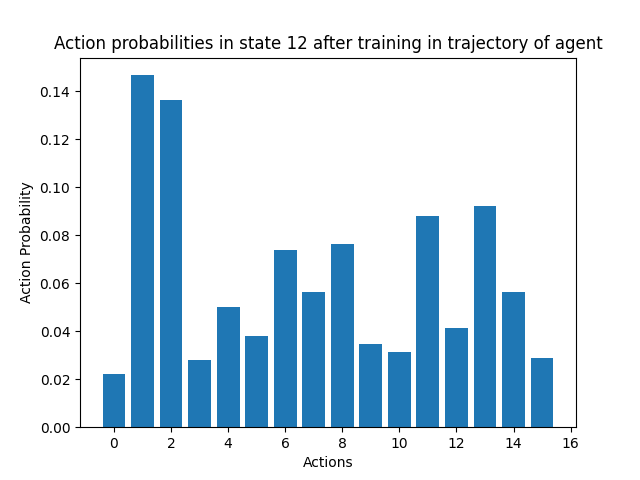 Action probabilities in state 12 after training in trajectory of agent
0.14
0.12
0.10
0.08
0.06
0.04
0.02
0.00
Action Probability
0 2 4 6 8 10 12 14 16
Actions